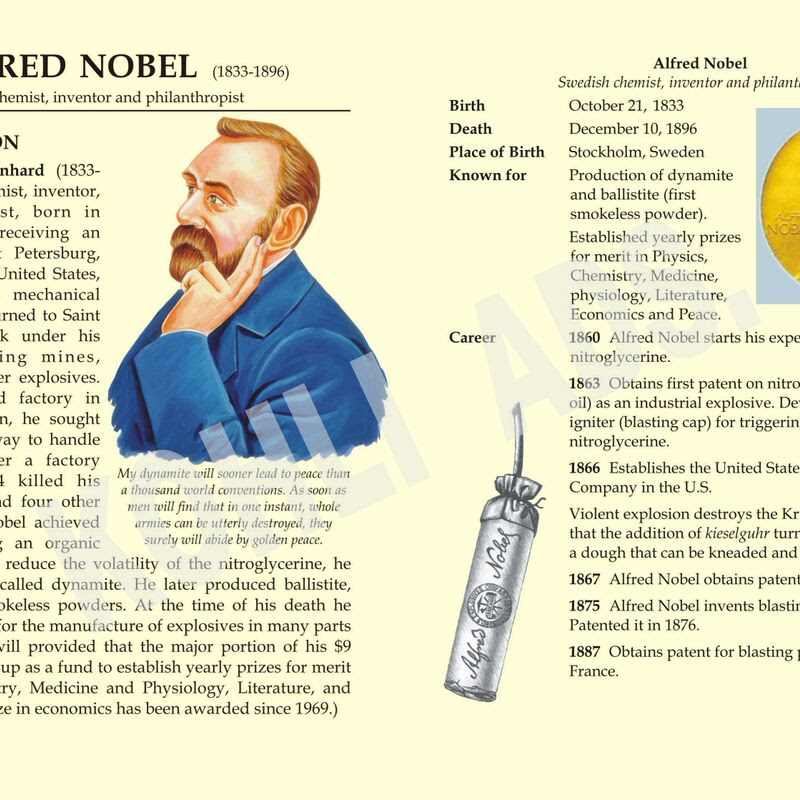 RED NOBEL (1833-1896)
hemist, inventor and philanthropist
ON
nhard (1833-
nist, inventor,
st, born in
receiving an
Petersburg,
United States,
mechanical
urned to Saint
k under his
ing mines,
er explosives.
d factory in
n, he sought
way to handle
er a factory
4 killed his
nd four other
obel achieved
g an organic
reduce the volatility of the nitroglycerine, he
called dynamite. He later produced ballistite,
okeless powders. At the time of his death he
for the manufacture of explosives in many parts
will provided that the major portion of his $9
up as a fund to establish yearly prizes for merit
ry, Medicine and Physiology, Literature, and
ze in economics has been awarded since 1969.)
My dynamite will sooner lead to peace than
a thousand world conventions. As soon as
men will find that in one instant, whole
armies can be utterly destroyed, they
surely will abide by golden peace.
Alfred Nobel
Alfred Nobel
Swedish chemist, inventor and philanth
Birth October 21, 1833
Death December 10, 1896
Place of Birth Stockholm, Sweden
Known for Production of dynamite
and ballistite (first
smokeless powder).
Established yearly prizes
for merit in Physics,
Chemistry, Medicine,
physiology, Literature,
Economics and Peace.
ALFR
NOBE
Career 1860 Alfred Nobel starts his expe
nitroglycerine.
1863 Obtains first patent on nitro
oil) as an industrial explosive. De
igniter (blasting cap) for triggerin
nitroglycerine.
1866 Establishes the United State
Company in the U.S.
Violent explosion destroys the Kr
that the addition of kieselguhr turn
a dough that can be kneaded and
1867 Alfred Nobel obtains patent
1875 Alfred Nobel invents blastin
Patented it in 1876.
1887 Obtains patent for blasting p
France.
KOHLI ADS.